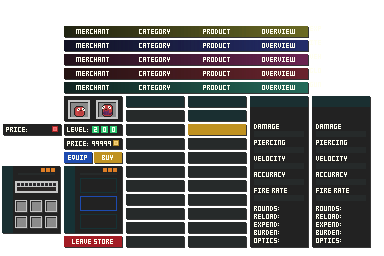 MERCHANT CATEGORY PRODUCT OVERVIEW
MERCHANT CATEGORY PRODUCT OVERVIEW
MERCHANT CATEGORY PRODUCT OVERVIEW
MERCHANT CATEGORY PRODUCT OVERVIEW
MERCHANT CATEGORY PRODUCT OVERVIEW
PRICE:
LEVEL: 200
PRICE: 99999
EQUIP BUY
LEAVE STORE
DAMAGE
PIERCING
VELOCITY
ACCURACY
FIRE RATE
ROUNDS:
RELOAD:
EXPEND:
BURDEN:
OPTICS:
DAMAGE
PIERCING
VELOCITY
ACCURACY
FIRE RATE
ROUNDS:
RELOAD:
EXPEND:
BURDEN:
OPTICS: